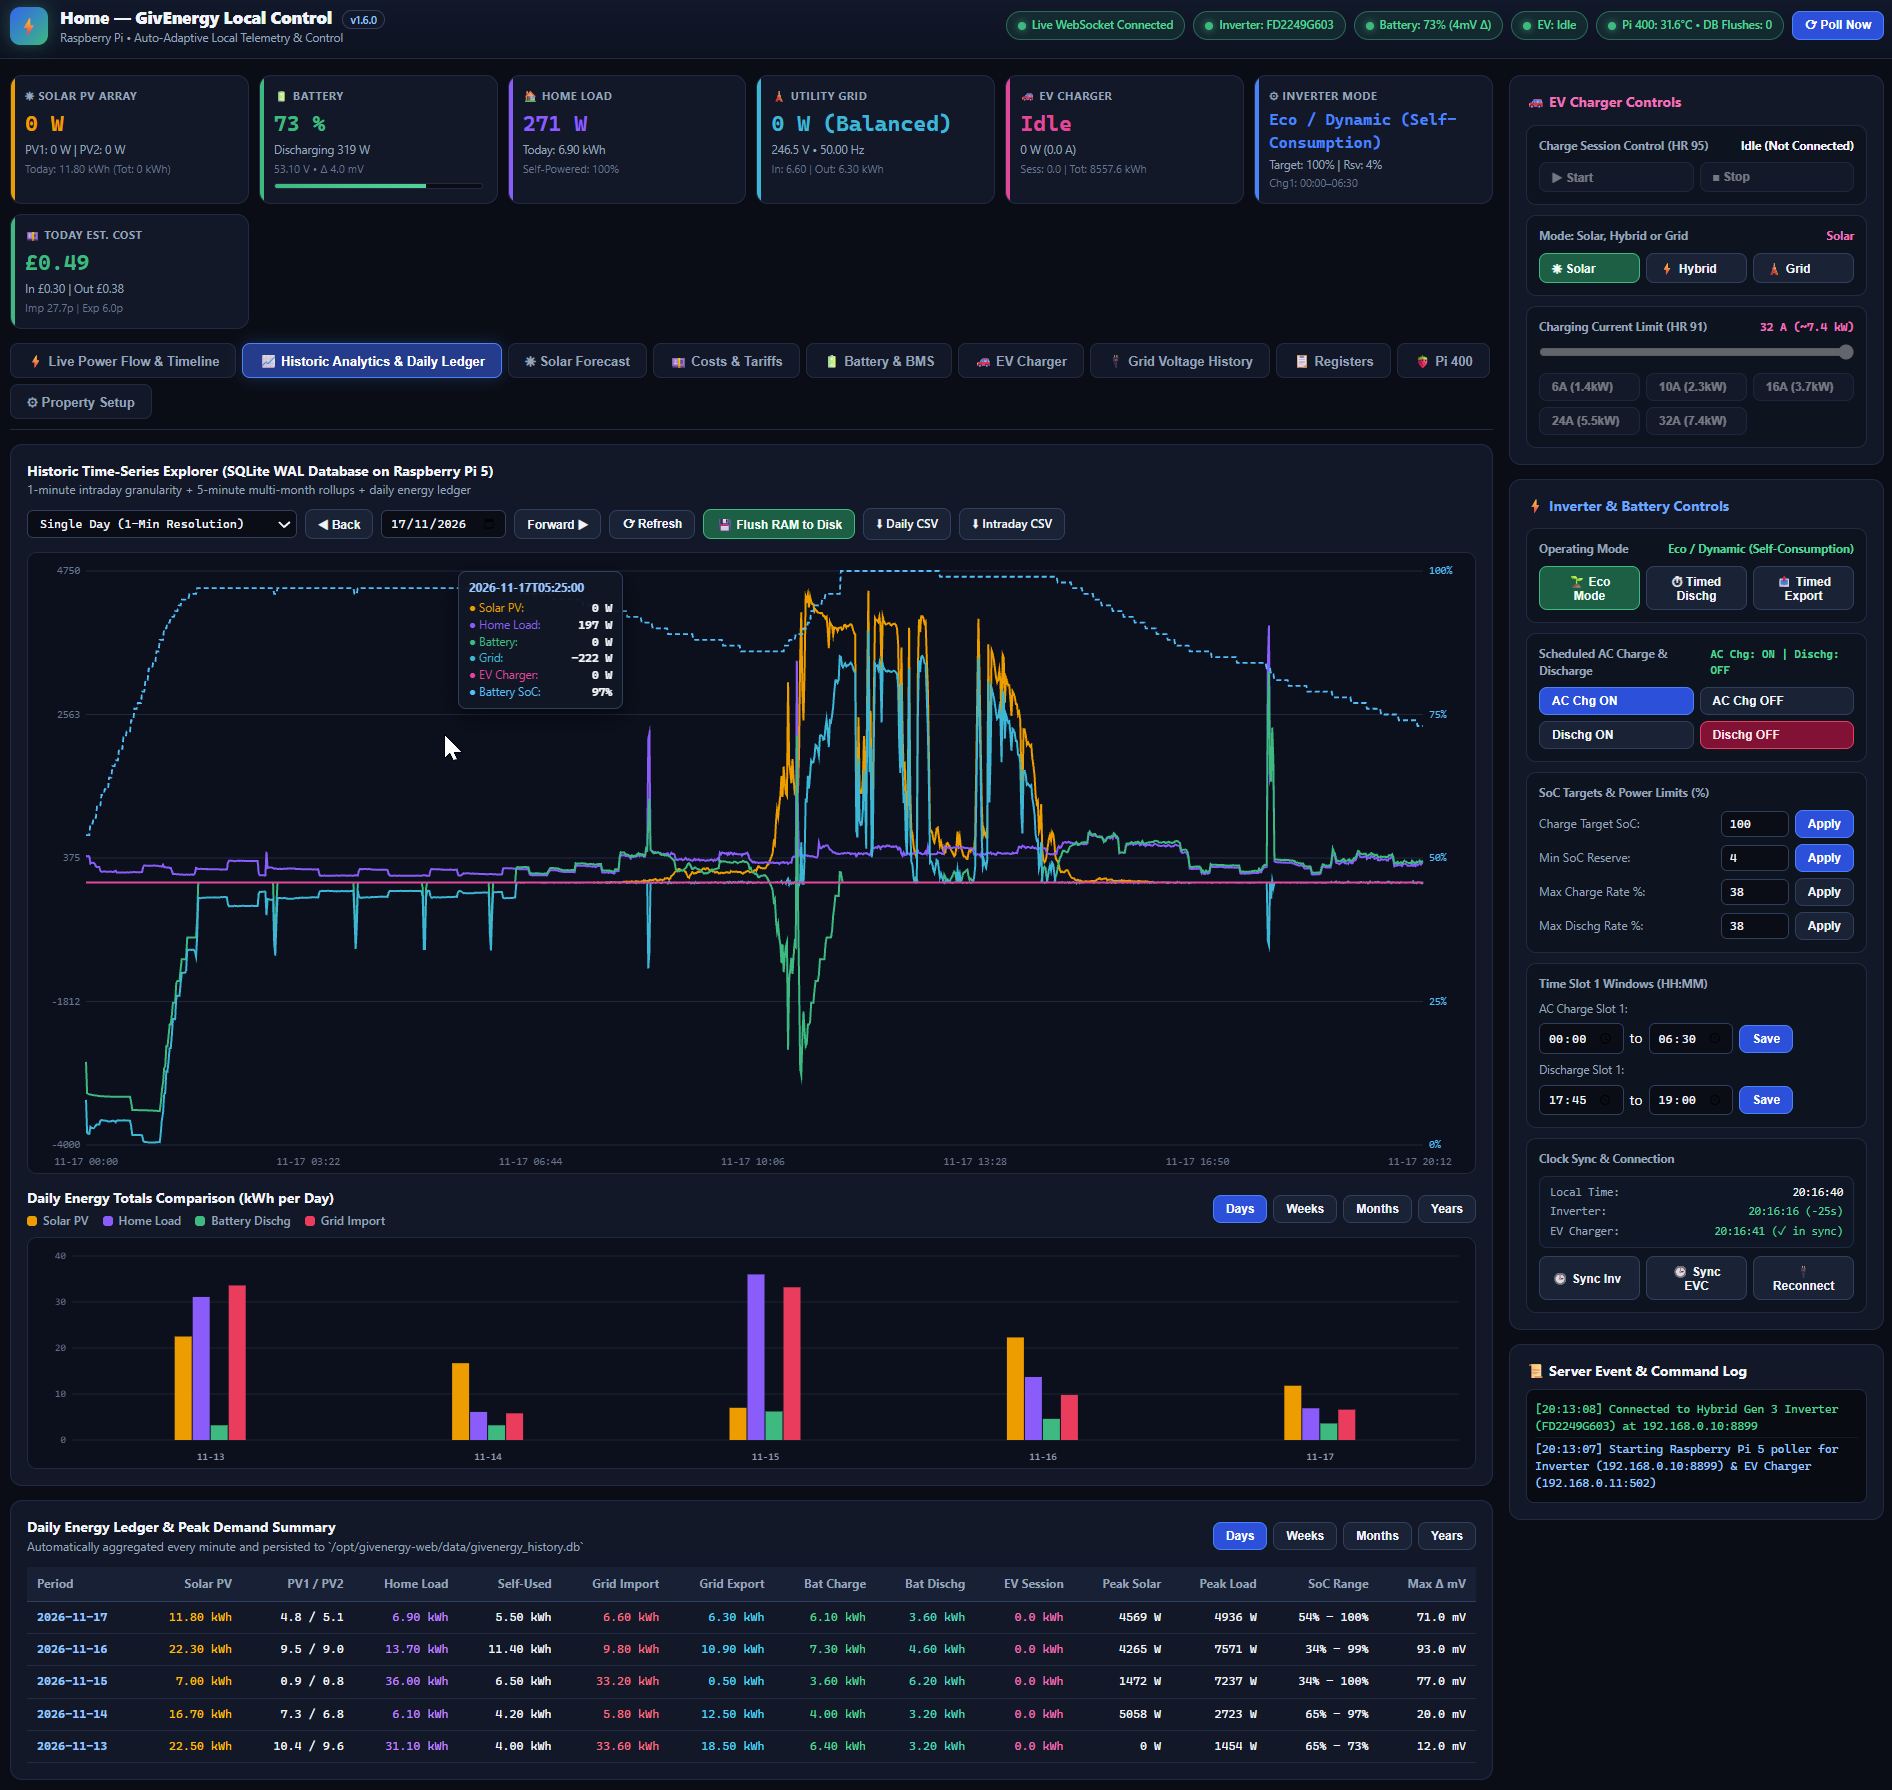 Home — GivEnergy Local Control v1.6.0
Raspberry Pi • Auto-Adaptive Local Telemetry & Control
Live WebSocket Connected
Inverter: FD2249G603
Battery: 73% (4mV Δ)
EV: Idle
Pi 400: 31.6°C • DB Flushes: 0
Poll Now
SOLAR PV ARRAY
0 W
PV1: 0 W | PV2: 0 W
Today: 11.80 kWh (Tot: 0 kWh)
BATTERY
73 %
Discharging 319 W
53.10 V • Δ 4.0 mV
HOME LOAD
271 W
Today: 6.90 kWh
Self-Powered: 100%
UTILITY GRID
0 W (Balanced)
246.5 V • 50.00 Hz
In: 6.60 | Out: 6.30 kWh
EV CHARGER
Idle
0 W (0.0 A)
Sess: 0.0 | Tot: 8557.6 kWh
INVERTER MODE
Eco / Dynamic (Self-
Consumption)
Target: 100% | Rsv: 4%
Chg1: 00:00–06:30
TODAY EST. COST
£0.49
In £0.30 | Out £0.38
Imp 27.7p | Exp 6.0p
Live Power Flow & Timeline
Historic Analytics & Daily Ledger
Solar Forecast
Costs & Tariffs
Battery & BMS
EV Charger
Grid Voltage History
Registers
Pi 400
Property Setup
Historic Time-Series Explorer (SQLite WAL Database on Raspberry Pi 5)
1-minute intraday granularity + 5-minute multi-month rollups + daily energy ledger
Single Day (1-Min Resolution)
Back
17/11/2026
Forward
Refresh
Flush RAM to Disk
Daily CSV
Intraday CSV
4750
2563
375
-1812
-4000
100%
75%
50%
25%
0%
2026-11-17T05:25:00
Solar PV: 0 W
Home Load: 197 W
Battery: 0 W
Grid: −222 W
EV Charger: 0 W
Battery SoC: 97%
11-17 00:00 11-17 03:22 11-17 06:44 11-17 10:06 11-17 13:28 11-17 16:50 11-17 20:12
Daily Energy Totals Comparison (kWh per Day)
Solar PV Home Load Battery Dischg Grid Import
Days Weeks Months Years
40
30
20
10
0
11-13 11-14 11-15 11-16 11-17
Daily Energy Ledger & Peak Demand Summary
Automatically aggregated every minute and persisted to `/opt/givenergy-web/data/givenergy_history.db`
Days Weeks Months Years
Period Solar PV PV1 / PV2 Home Load Self-Used Grid Import Grid Export Bat Charge Bat Dischg EV Session Peak Solar Peak Load SoC Range Max Δ mV
2026-11-17 11.80 kWh 4.8 / 5.1 6.90 kWh 5.50 kWh 6.60 kWh 6.30 kWh 6.10 kWh 3.60 kWh 0.0 kWh 4569 W 4936 W 54% – 100% 71.0 mV
2026-11-16 22.30 kWh 9.5 / 9.0 13.70 kWh 11.40 kWh 9.80 kWh 10.90 kWh 7.30 kWh 4.60 kWh 0.0 kWh 4265 W 7571 W 34% – 99% 93.0 mV
2026-11-15 7.00 kWh 0.9 / 0.8 36.00 kWh 6.50 kWh 33.20 kWh 0.50 kWh 3.60 kWh 6.20 kWh 0.0 kWh 1472 W 7237 W 34% – 100% 77.0 mV
2026-11-14 16.70 kWh 7.3 / 6.8 6.10 kWh 4.20 kWh 5.80 kWh 12.50 kWh 4.00 kWh 3.20 kWh 0.0 kWh 5058 W 2723 W 65% – 97% 20.0 mV
2026-11-13 22.50 kWh 10.4 / 9.6 31.10 kWh 4.00 kWh 33.60 kWh 18.50 kWh 6.40 kWh 3.20 kWh 0.0 kWh 0 W 1454 W 65% – 73% 12.0 mV
EV Charger Controls
Charge Session Control (HR 95) Idle (Not Connected)
Start
Stop
Mode: Solar, Hybrid or Grid Solar
Solar
Hybrid
Grid
Charging Current Limit (HR 91) 32 A (~7.4 kW)
6A (1.4kW) 10A (2.3kW) 16A (3.7kW)
24A (5.5kW) 32A (7.4kW)
Inverter & Battery Controls
Operating Mode Eco / Dynamic (Self-Consumption)
Eco
Mode
Timed
Dischg
Timed
Export
Scheduled AC Charge &
Discharge
AC Chg: ON | Dischg:
OFF
AC Chg ON AC Chg OFF
Dischg ON Dischg OFF
SoC Targets & Power Limits (%)
Charge Target SoC: 100 Apply
Min SoC Reserve: 4 Apply
Max Charge Rate %: 38 Apply
Max Dischg Rate %: 38 Apply
Time Slot 1 Windows (HH:MM)
AC Charge Slot 1:
00:00 to 06:30 Save
Discharge Slot 1:
17:45 to 19:00 Save
Clock Sync & Connection
Local Time: 20:16:40
Inverter: 20:16:16 (-25s)
EV Charger: 20:16:41 (✓ in sync)
Sync Inv
Sync
EVC
Reconnect
Server Event & Command Log
[20:13:08] Connected to Hybrid Gen 3 Inverter
(FD2249G603) at 192.168.0.10:8899
[20:13:07] Starting Raspberry Pi 5 poller for
Inverter (192.168.0.10:8899) & EV Charger
(192.168.0.11:502)